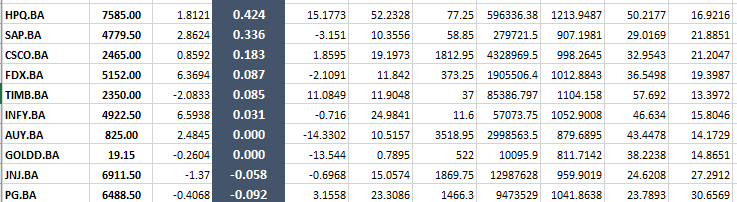 HPQ.BA 7585.00 1.8121 0.424 15.1773 52.2328 77.25 596336.38 1213.9487 50.2177 16.9216
SAP.BA 4779.50 2.8624 0.336 -3.151 10.3556 58.85 279721.5 907.1981 29.0169 21.8851
CSCO.BA 2465.00 0.8592 0.183 1.8595 19.1973 1812.95 4328969.5 998.2645 32.9543 21.2047
FDX.BA 5152.00 6.3694 0.087 -2.1091 11.842 373.25 1905506.4 1012.8843 36.5498 19.3987
TIMB.BA 2350.00 -2.0833 0.085 11.0849 11.9048 37 85386.797 1104.158 57.692 13.3972
INFY.BA 4922.50 6.5938 0.031 -0.716 24.9841 11.6 57073.75 1052.9008 46.634 15.8046
AUY.BA 825.00 2.4845 0.000 -14.3302 10.5157 3518.95 2998563.5 879.6895 43.4478 14.1729
GOLDD.BA 19.15 -0.2604 0.000 -13.544 0.7895 522 10095.9 811.7142 38.2238 14.8651
JNJ.BA 6911.50 -1.37 -0.058 -0.6968 15.0574 1869.75 12987628 959.9019 24.6208 27.2912
PG.BA 6488.50 -0.4068 -0.092 3.1558 23.3086 1466.3 9473529 1041.8638 23.7893 30.6569